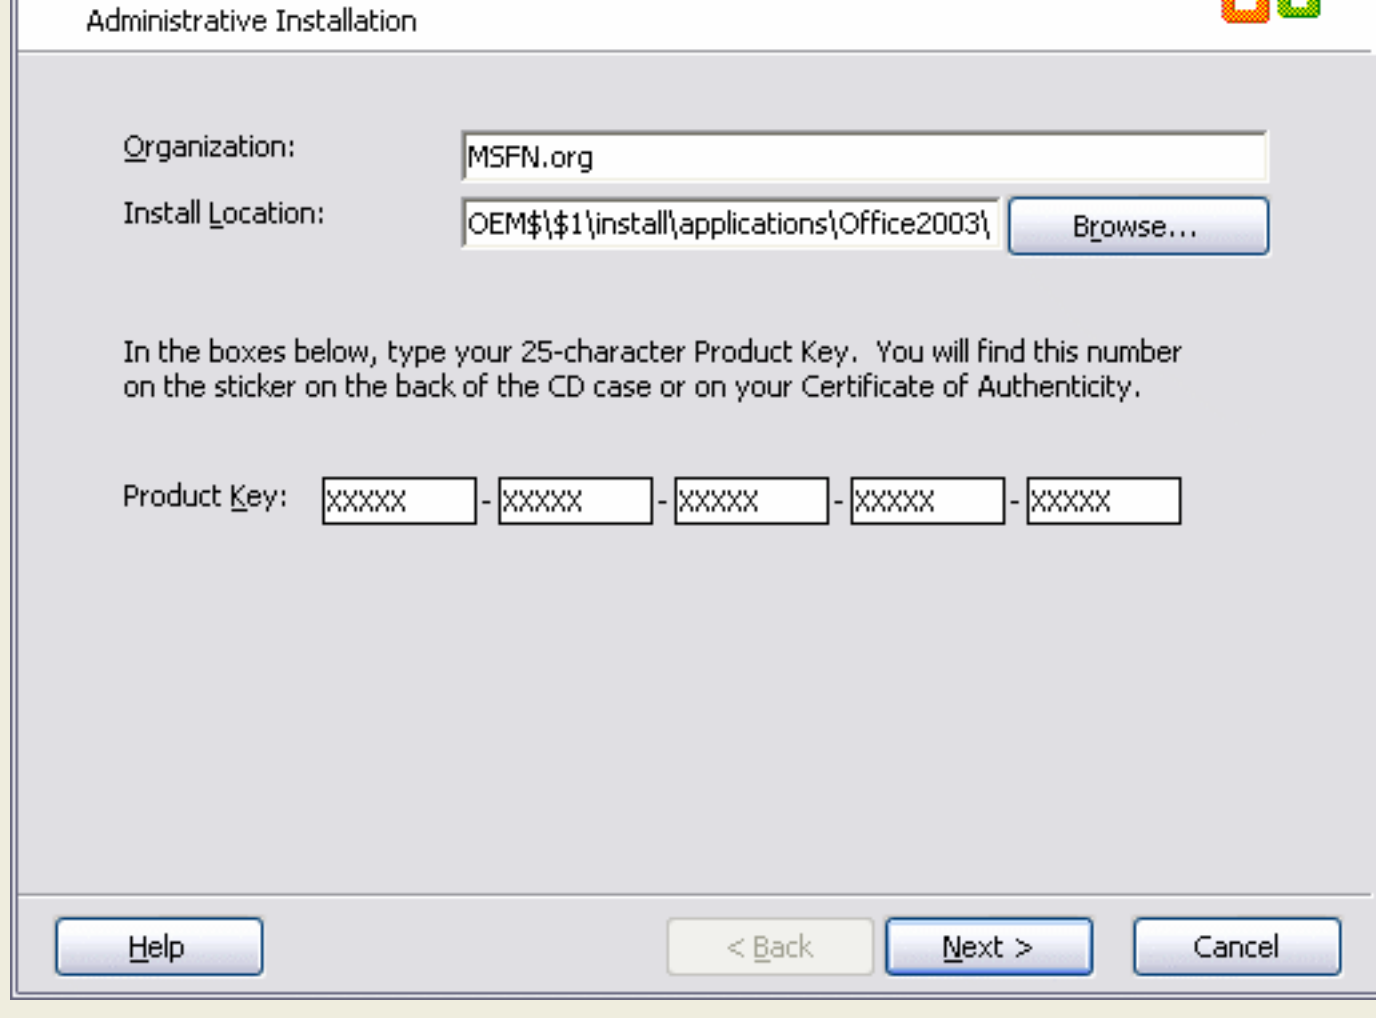 Administrative Installation
Organization: MSFN.org
Install Location: OEM$\$1\install\applications\Office2003\ Browse...
In the boxes below, type your 25-character Product Key. You will find this number
on the sticker on the back of the CD case or on your Certificate of Authenticity.
Product Key: XXXXX - XXXXX - XXXXX - XXXXX - XXXXX
Help < Back Next > Cancel